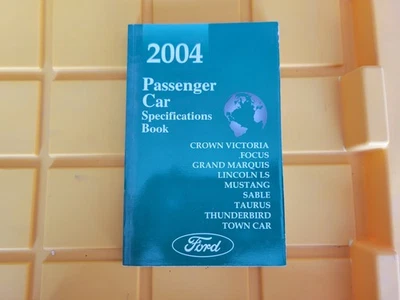 2004
Passenger
Car
Specifications
Book
CROWN VICTORIA
FOCUS
GRAND MARQUIS
LINCOLN LS
MUSTANG
SABLE
TAURUS
THUNDERBIRD
TOWN CAR
Ford